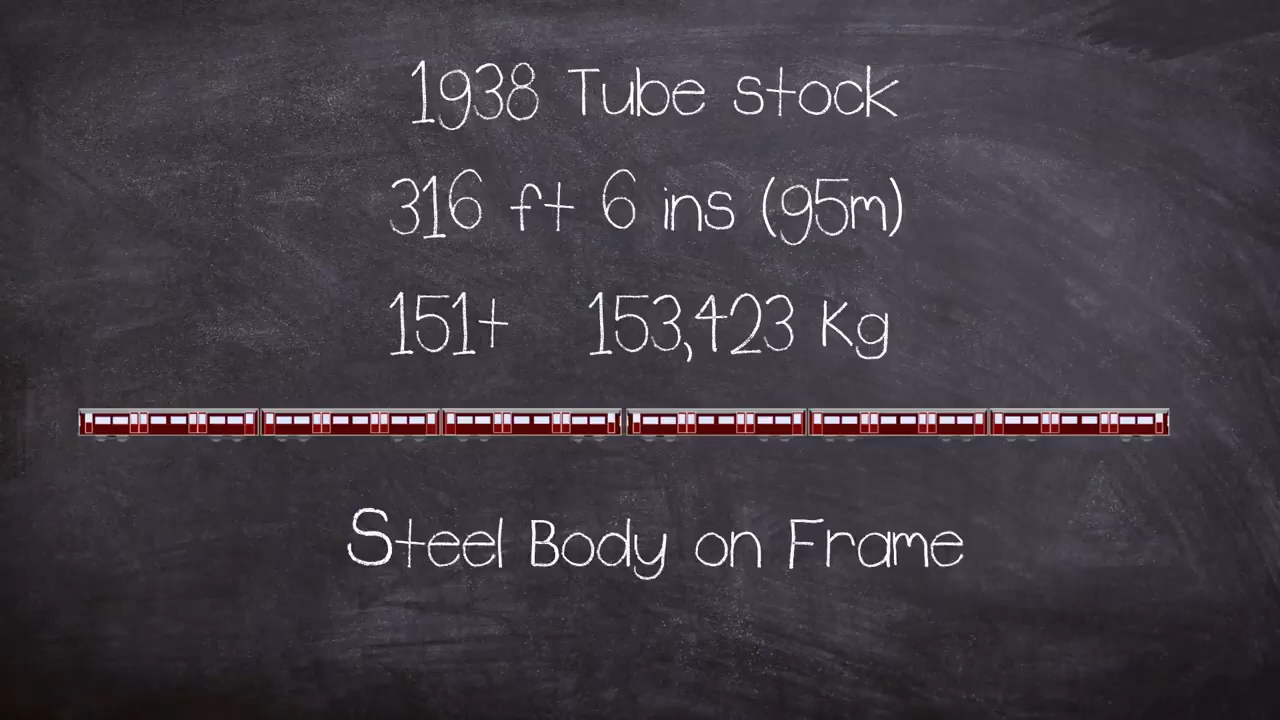 1938 Tube stock
316 ft 6 ins (95m)
151t 153,423 Kg
Steel Body on Frame